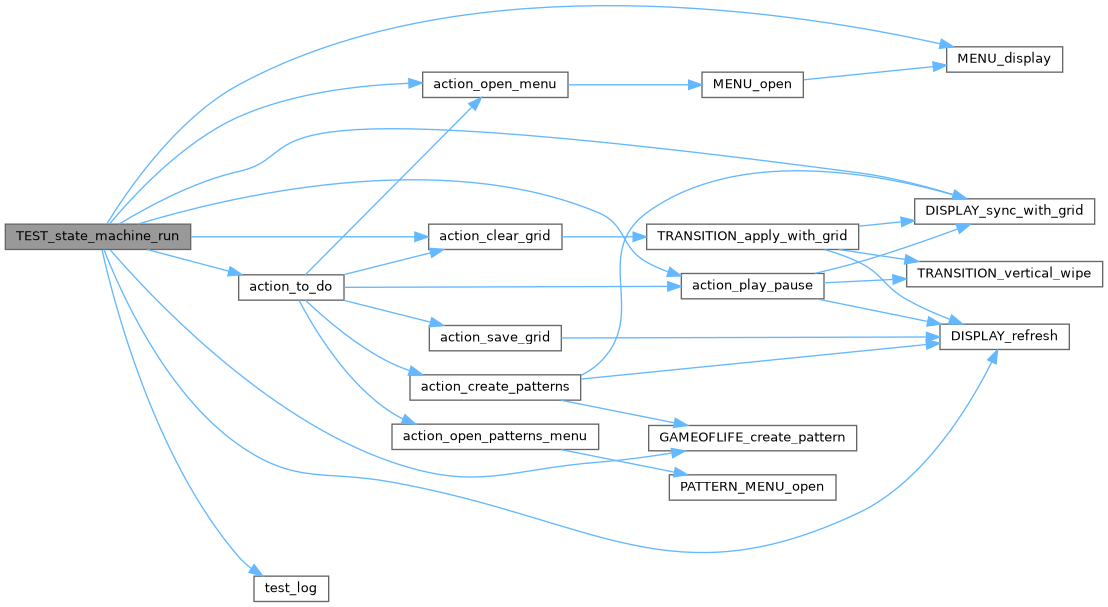 MENU_display
action_open_menu
MENU_open
DISPLAY_sync_with_grid
TEST_state_machine_run
action_clear_grid
TRANSITION_apply_with_grid
TRANSITION_vertical_wipe
action_to_do
action_play_pause
action_save_grid
DISPLAY_refresh
action_create_patterns
action_open_patterns_menu
GAMEOFLIFE_create_pattern
PATTERN_MENU_open
test_log